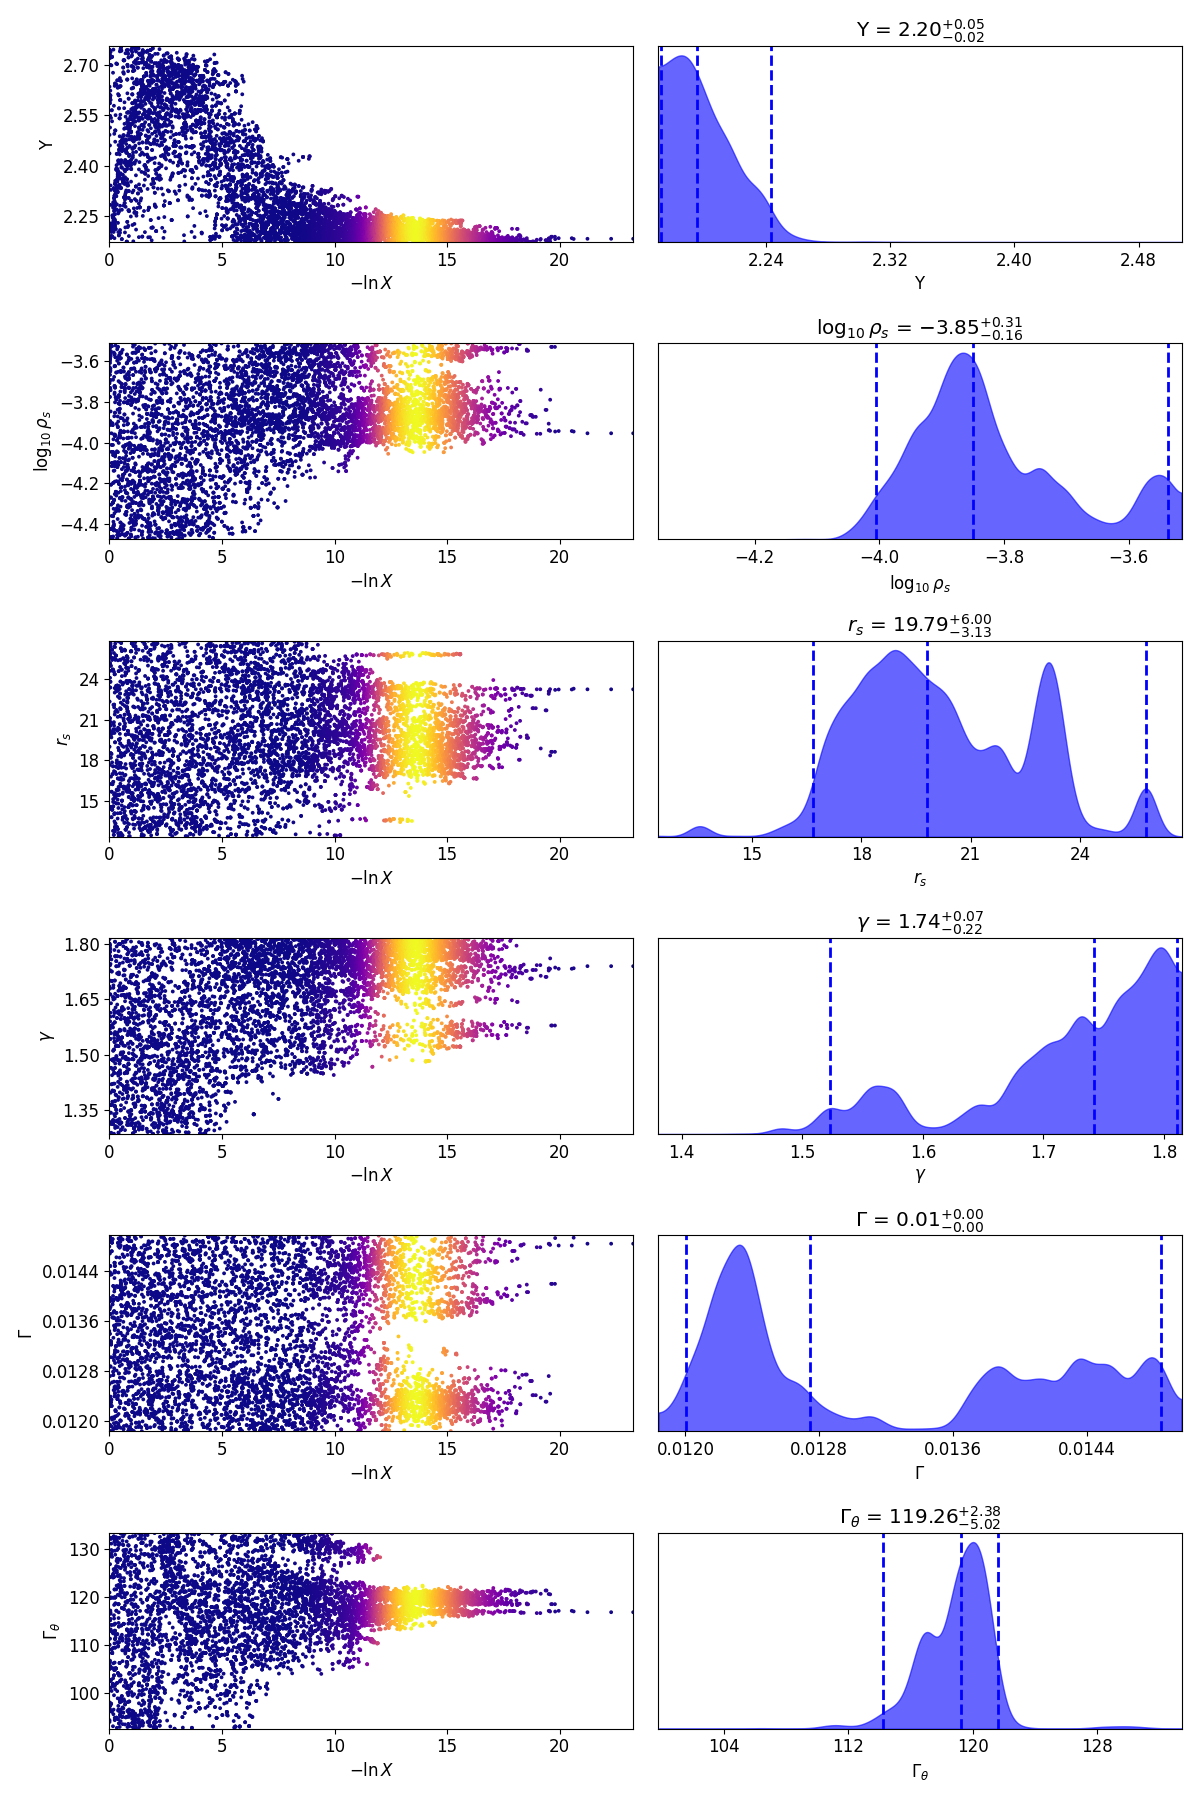 Υ = 2.20^{+0.05}_{-0.02}
2.70
2.55
2.40
2.25
Υ
0 5 10 15 20
−ln X
2.24 2.32 2.40 2.48
Υ
log₁₀ ρₛ = −3.85^{+0.31}_{-0.16}
−3.6
−3.8
−4.0
−4.2
−4.4
log₁₀ ρₛ
0 5 10 15 20
−ln X
−4.2 −4.0 −3.8 −3.6
log₁₀ ρₛ
rₛ = 19.79^{+6.00}_{-3.13}
24
21
18
15
rₛ
0 5 10 15 20
−ln X
15 18 21 24
rₛ
γ = 1.74^{+0.07}_{-0.22}
1.80
1.65
1.50
1.35
γ
0 5 10 15 20
−ln X
1.4 1.5 1.6 1.7 1.8
γ
Γ = 0.01^{+0.00}_{-0.00}
0.0144
0.0136
0.0128
0.0120
Γ
0 5 10 15 20
−ln X
0.0120 0.0128 0.0136 0.0144
Γ
Γ_θ = 119.26^{+2.38}_{-5.02}
130
120
110
100
Γ_θ
0 5 10 15 20
−ln X
104 112 120 128
Γ_θ